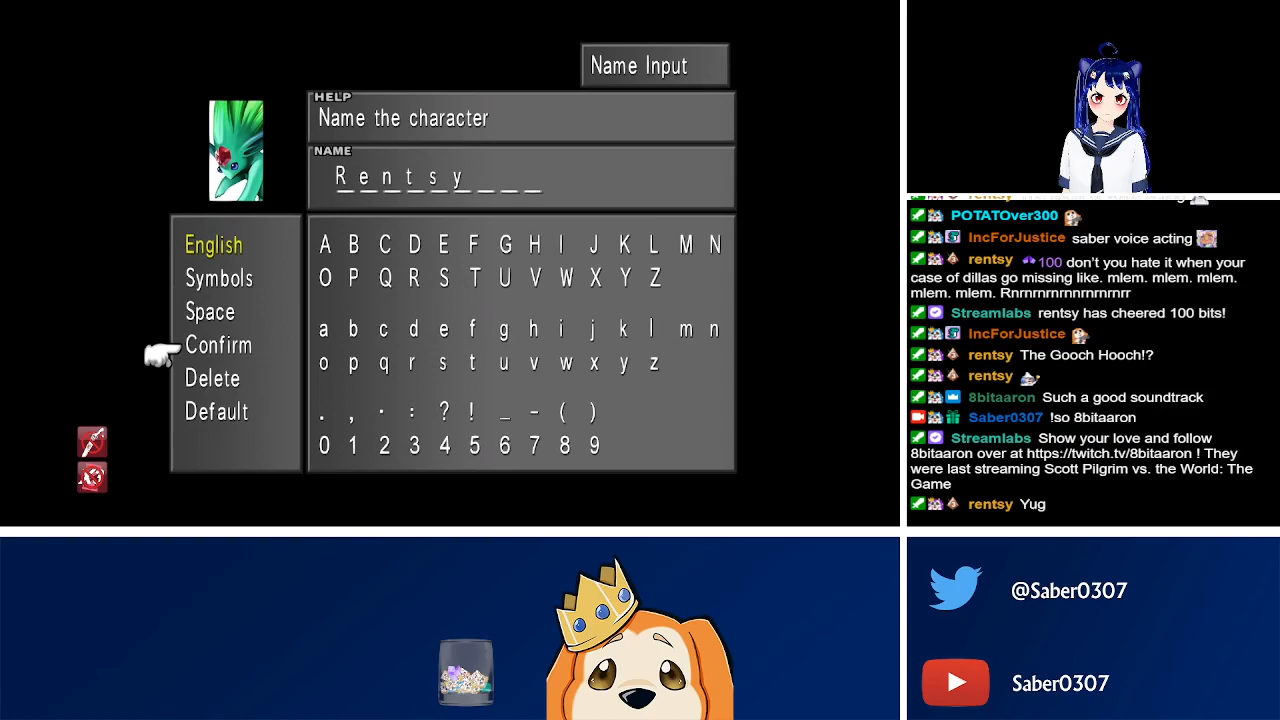 Name Input
HELP
Name the character
NAME
Rentsy___
English
Symbols
Space
Confirm
Delete
Default
A B C D E F G H I J K L M N
O P Q R S T U V W X Y Z
a b c d e f g h i j k l m n
o p q r s t u v w x y z
. , · : ? ! _ - ( )
0 1 2 3 4 5 6 7 8 9
POTATOver300
IncForJustice saber voice acting
rentsy 100 don't you hate it when your
case of dillas go missing like. mlem. mlem. mlem.
mlem. mlem. Rnrnrnrnrnrnrnrnrr
Streamlabs rentsy has cheered 100 bits!
IncForJustice
rentsy The Gooch Hooch!?
rentsy
8bitaaron Such a good soundtrack
Saber0307 !so 8bitaaron
Streamlabs Show your love and follow
8bitaaron over at https://twitch.tv/8bitaaron ! They
were last streaming Scott Pilgrim vs. the World: The
Game
rentsy Yug
@Saber0307
Saber0307